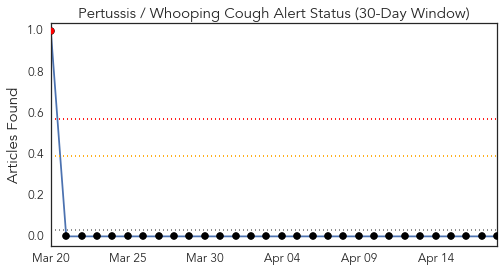 Pertussis / Whooping Cough Alert Status (30-Day Window)
Articles Found
1.0
0.8
0.6
0.4
0.2
0.0
Mar 20 Mar 25 Mar 30 Apr 04 Apr 09 Apr 14